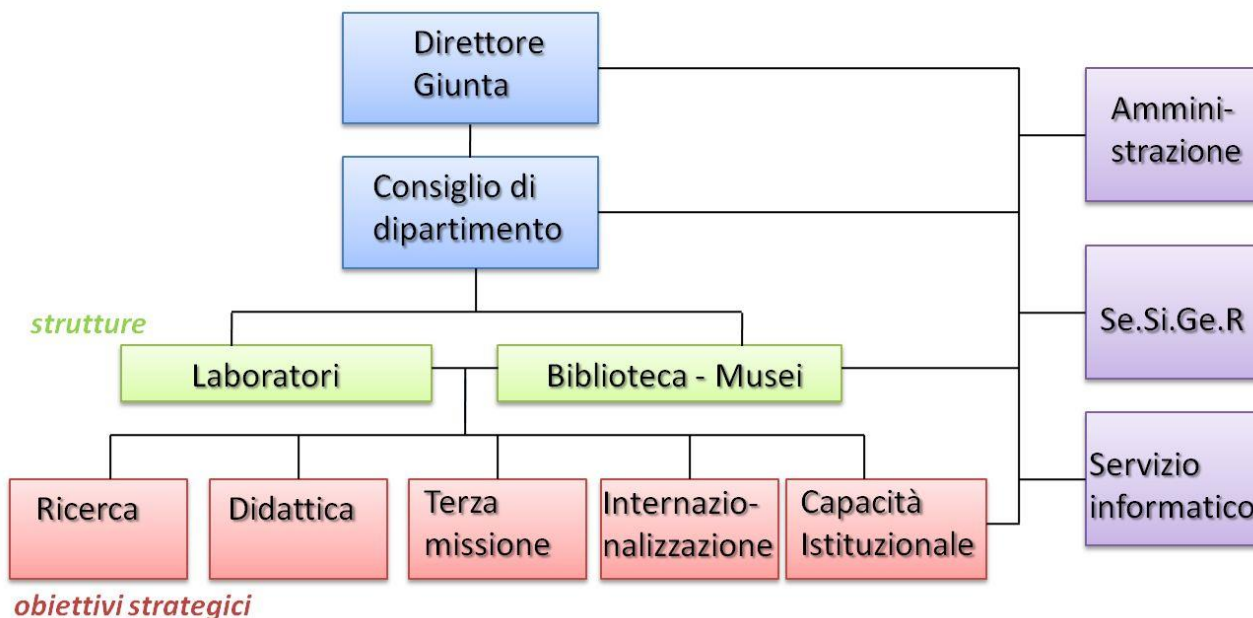 Direttore
Giunta
Ammini-
strazione
Consiglio di
dipartimento
Se.Si.Ge.R
strutture
Laboratori
Biblioteca - Musei
Servizio
informatico
Ricerca
Didattica
Terza
missione
Internazio-
nalizzazione
Capacità
Istituzionale
obiettivi strategici